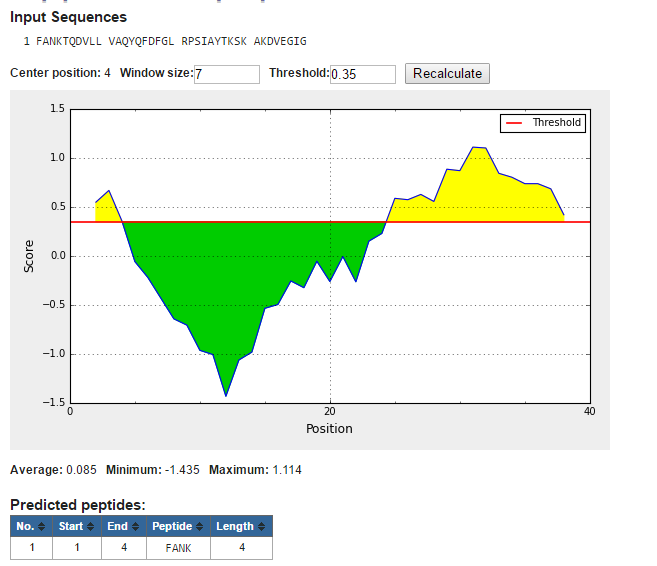 Input Sequences
1 FANKTQDVLL VAQYQFDFGL RPSIAYTKSK AKDVEGIG
Center position: 4 Window size: 7 Threshold: 0.35 Recalculate
1.5
Threshold
1.0
0.5
0.0
−0.5
−1.0
−1.5
Score
0 20 40
Position
Average: 0.085 Minimum: -1.435 Maximum: 1.114
Predicted peptides:
No. Start End Peptide Length
1 1 4 FANK 4